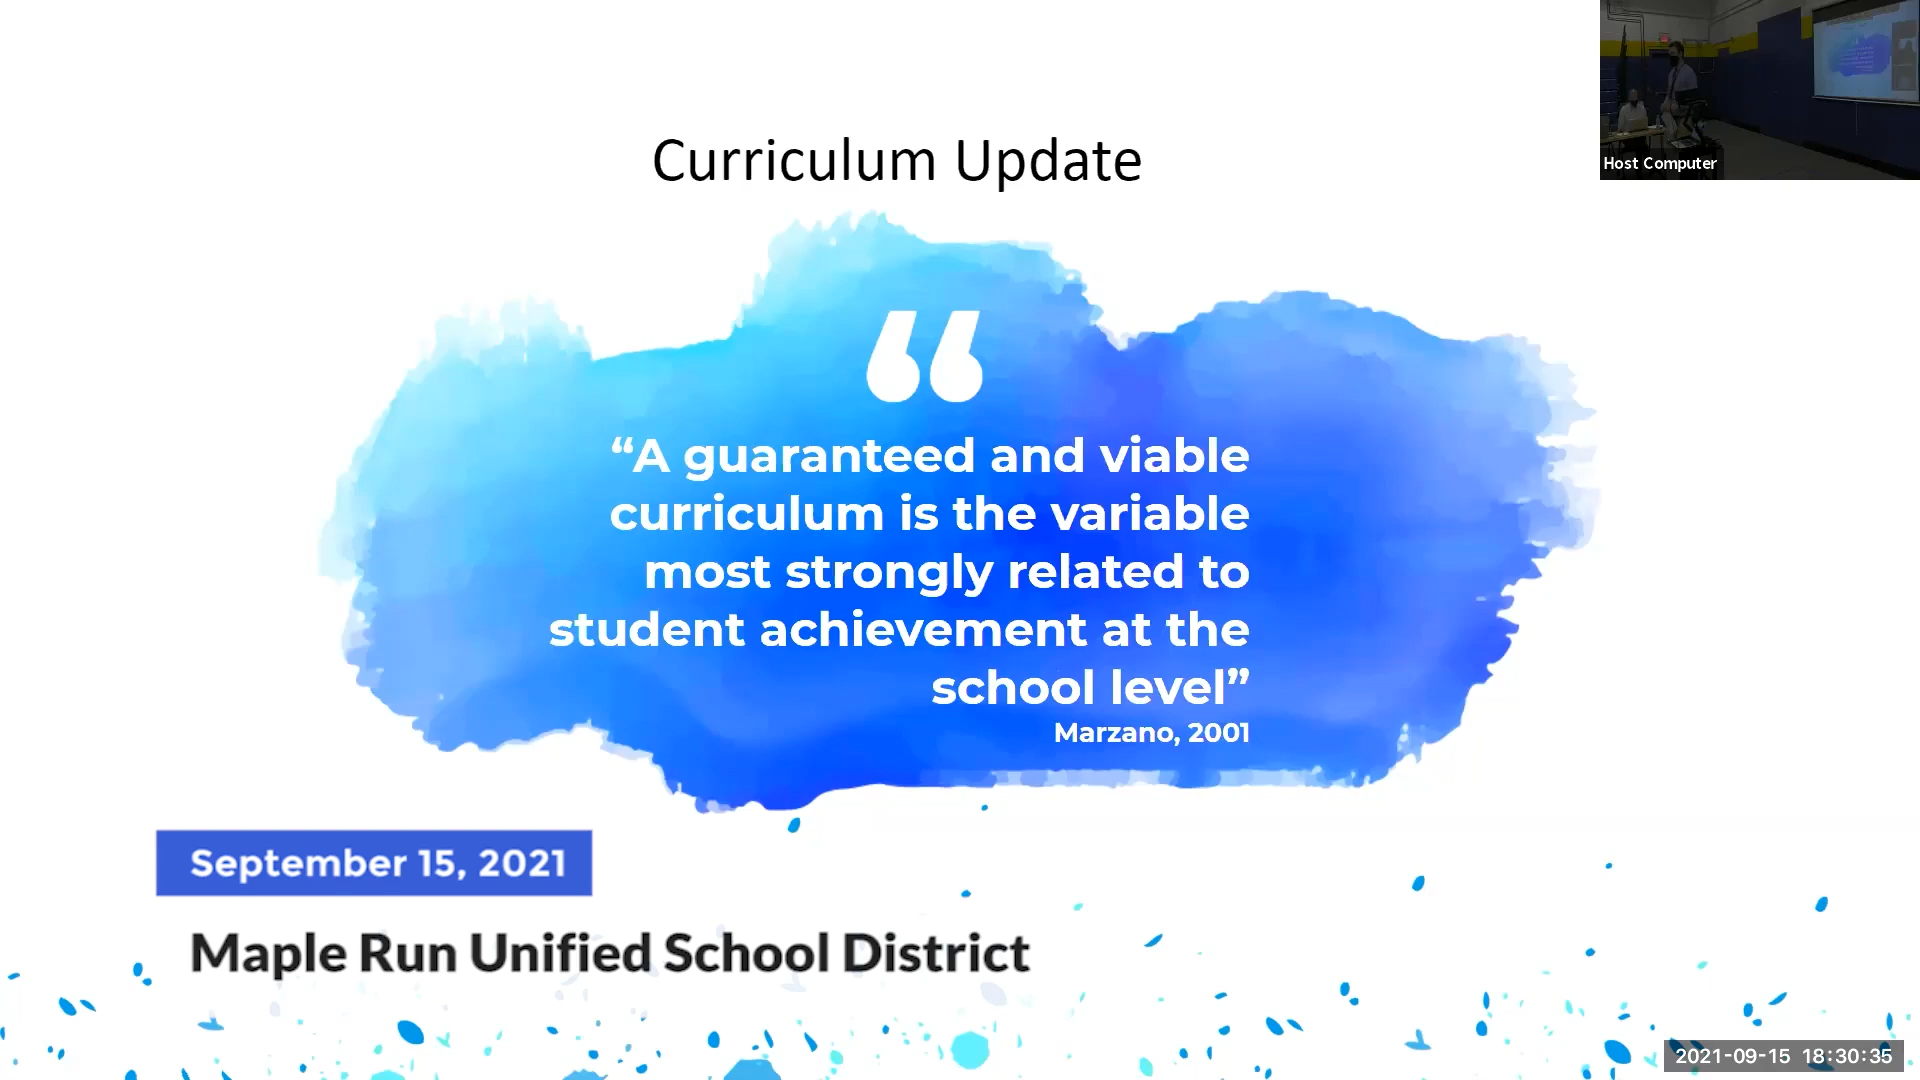 Curriculum Update
Host Computer
“
“A guaranteed and viable
curriculum is the variable
most strongly related to
student achievement at the
school level”
Marzano, 2001
September 15, 2021
Maple Run Unified School District
2021-09-15 18:30:35